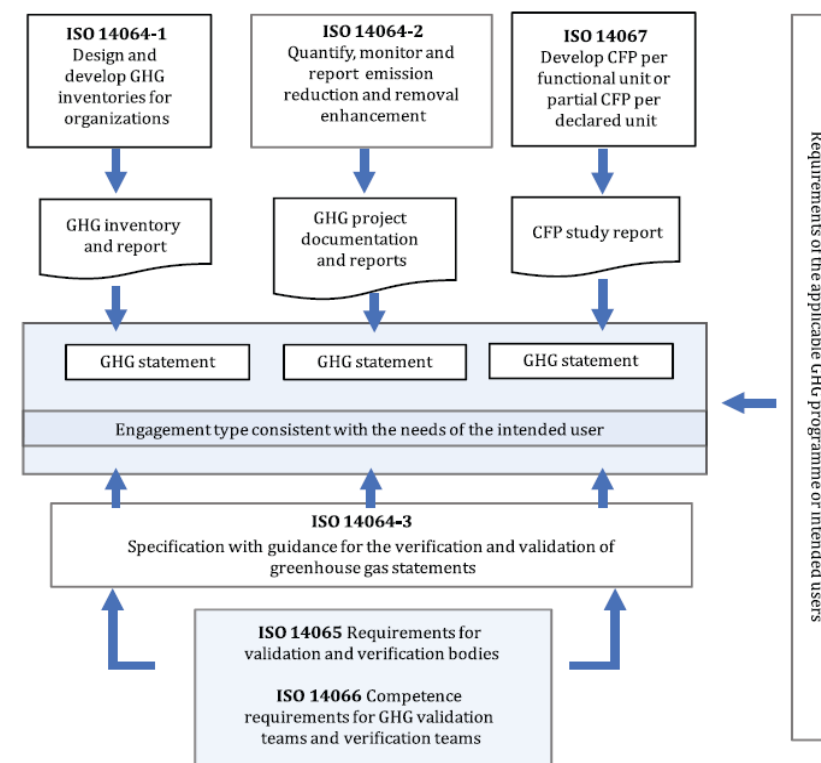 ISO 14064-1
Design and
develop GHG
inventories for
organizations
ISO 14064-2
Quantify, monitor and
report emission
reduction and removal
enhancement
ISO 14067
Develop CFP per
functional unit or
partial CFP per
declared unit
GHG inventory
and report
GHG project
documentation
and reports
CFP study report
GHG statement
GHG statement
GHG statement
Engagement type consistent with the needs of the intended user
ISO 14064-3
Specification with guidance for the verification and validation of
greenhouse gas statements
ISO 14065 Requirements for
validation and verification bodies
ISO 14066 Competence
requirements for GHG validation
teams and verification teams
Requirements of the applicable GHG programme or intended users